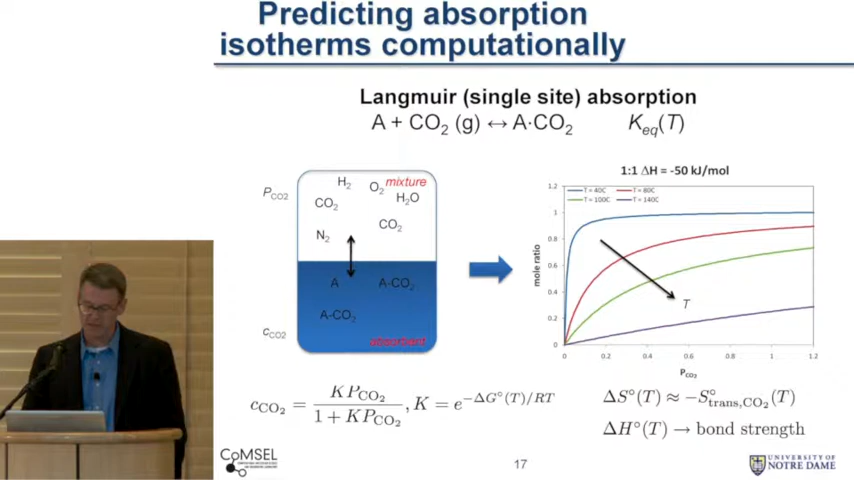 Predicting absorption
isotherms computationally
Langmuir (single site) absorption
A + CO₂ (g) ↔ A·CO₂ K_eq(T)
P_CO2
H₂ O₂ mixture
CO₂ H₂O
N₂ CO₂
A A-CO₂
A-CO₂
c_CO2
absorbent
1:1 ΔH = -50 kJ/mol
T = 40C T = 80C
T = 100C T = 140C
1.2
1
0.8
0.6
0.4
0.2
0
mole ratio
T
0 0.2 0.4 0.6 0.8 1.0 1.2
P_CO2
c_CO₂ = KP_CO₂ / (1 + KP_CO₂), K = e^(−ΔG°(T)/RT)
ΔS°(T) ≈ −S°_trans,CO₂(T)
ΔH°(T) → bond strength
CoMSEL
17
UNIVERSITY OF
NOTRE DAME